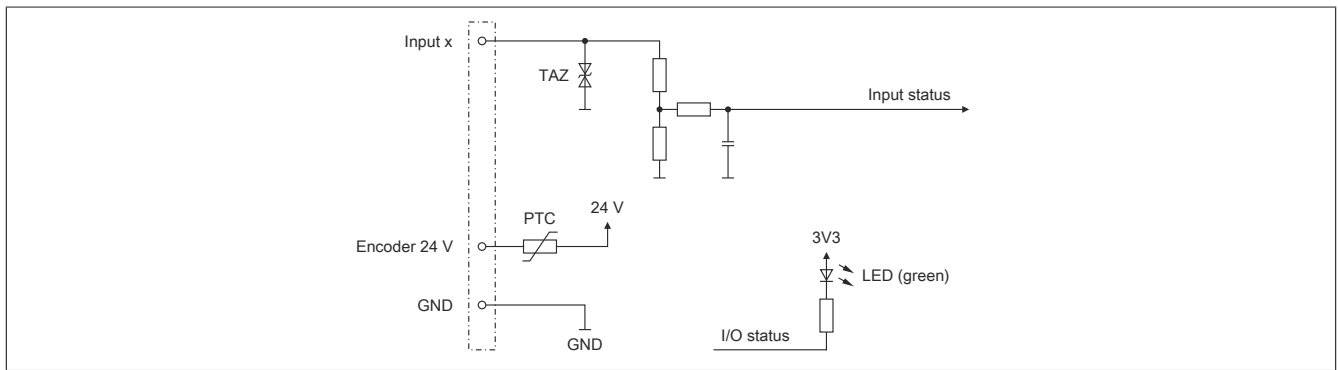 Input x
TAZ
Input status
PTC
24 V
Encoder 24 V
3V3
LED (green)
GND
I/O status
GND